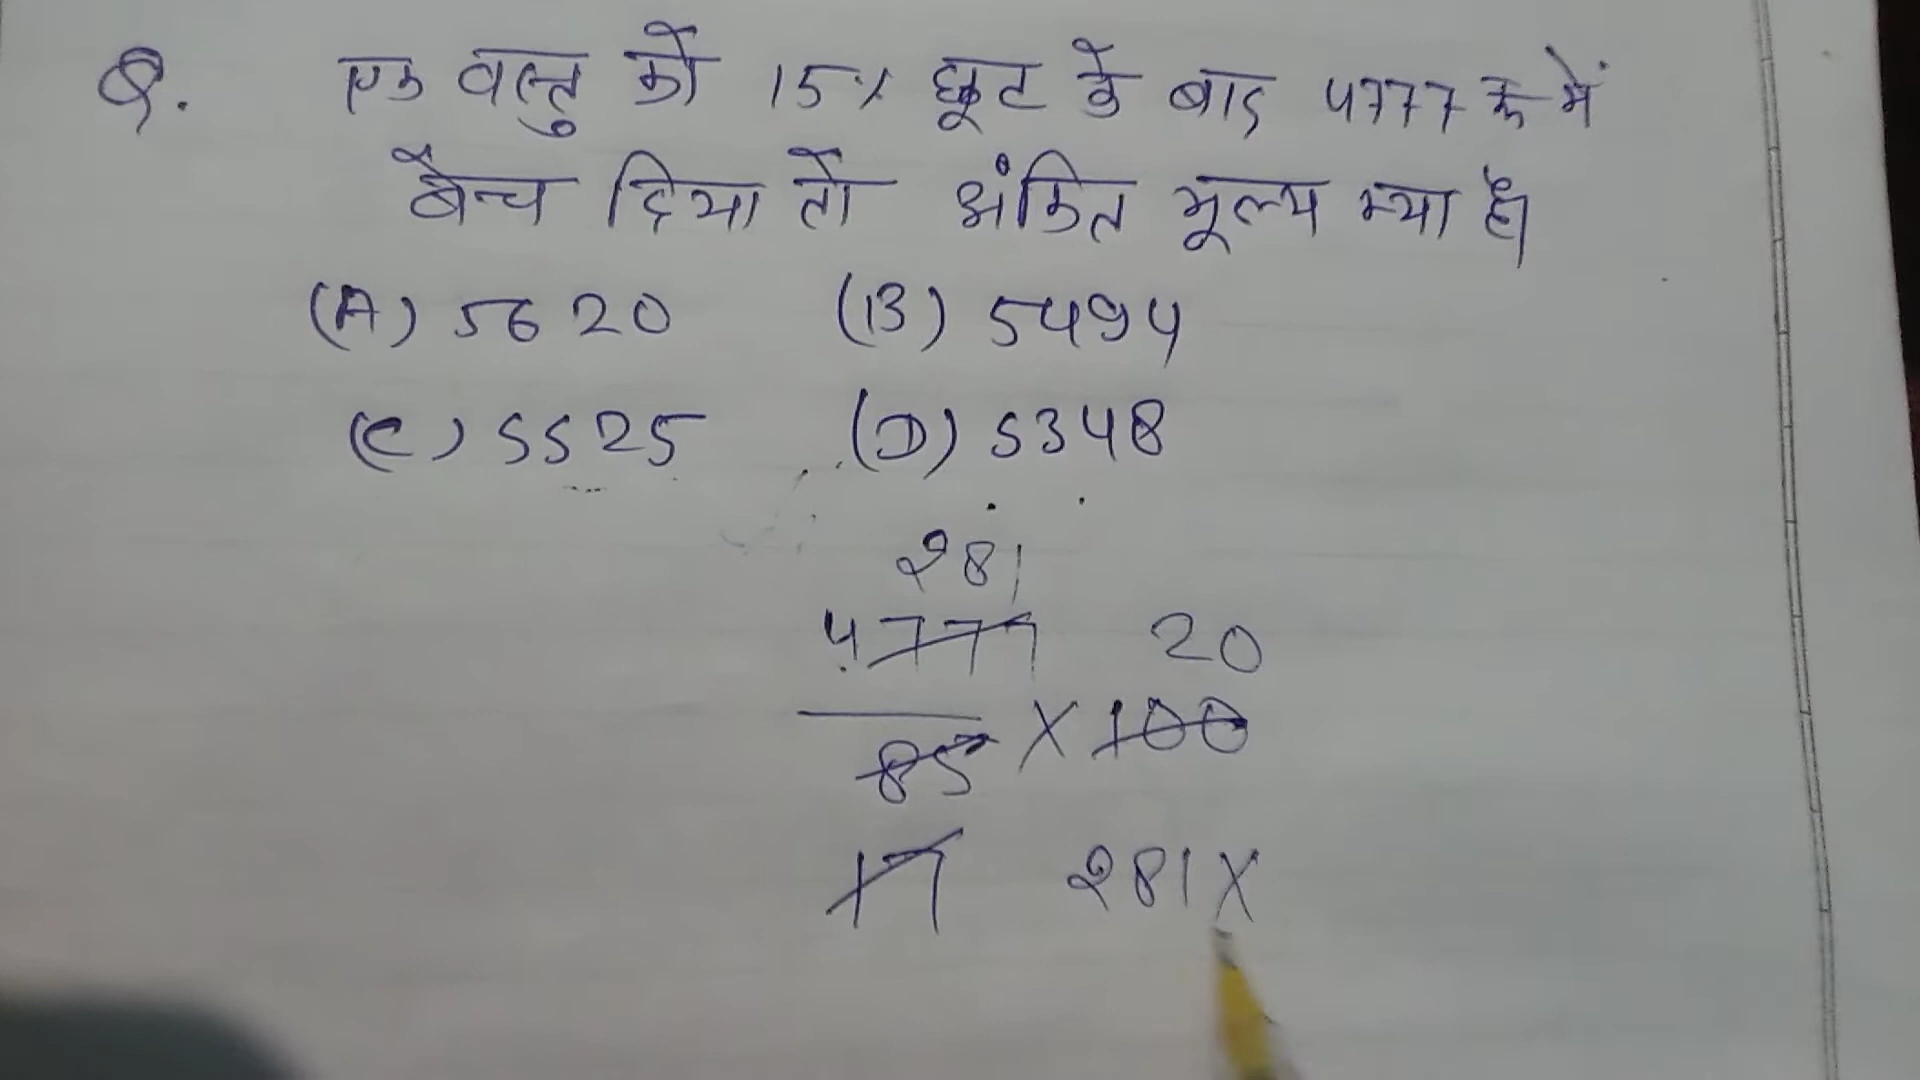 Q. एक वस्तु को 15% छूट के बाद 4777 रू में
बेच दिया तो अंकित मूल्य क्या है।
(A) 5620 (B) 5494
(C) 5525 (D) 5348
281
4777 20
85 × 100
17 281 ×